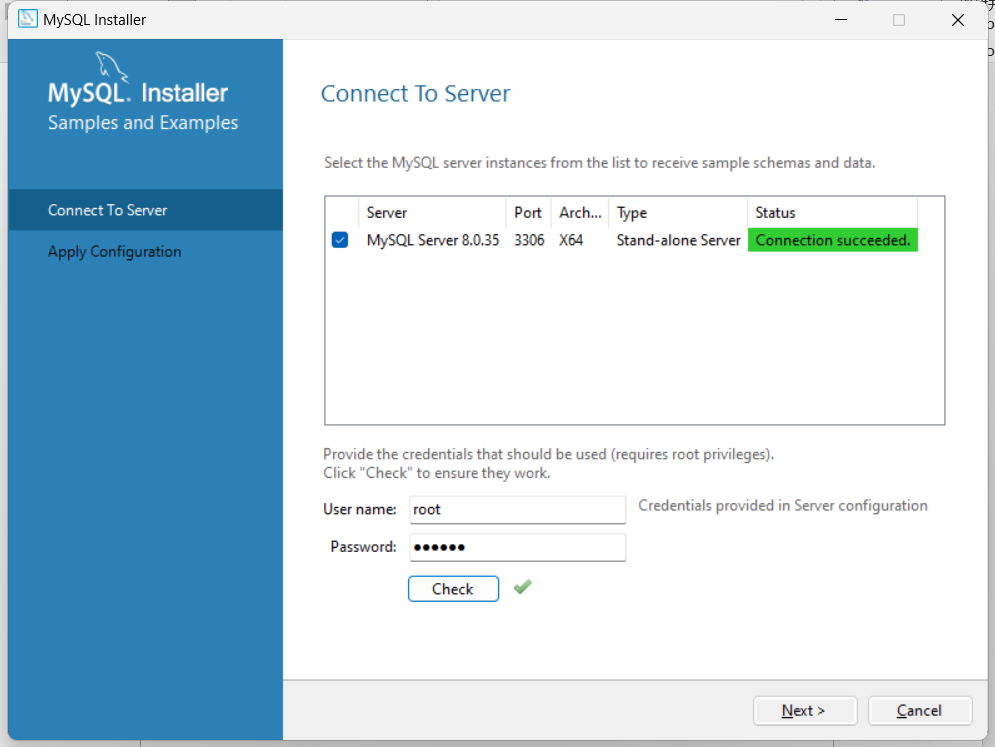 MySQL Installer
MySQL. Installer
Samples and Examples
Connect To Server
Apply Configuration
Connect To Server
Select the MySQL server instances from the list to receive sample schemas and data.
Server Port Arch... Type Status
MySQL Server 8.0.35 3306 X64 Stand-alone Server Connection succeeded.
Provide the credentials that should be used (requires root privileges).
Click "Check" to ensure they work.
User name: root Credentials provided in Server configuration
Password: ●●●●●●
Check
Next > Cancel